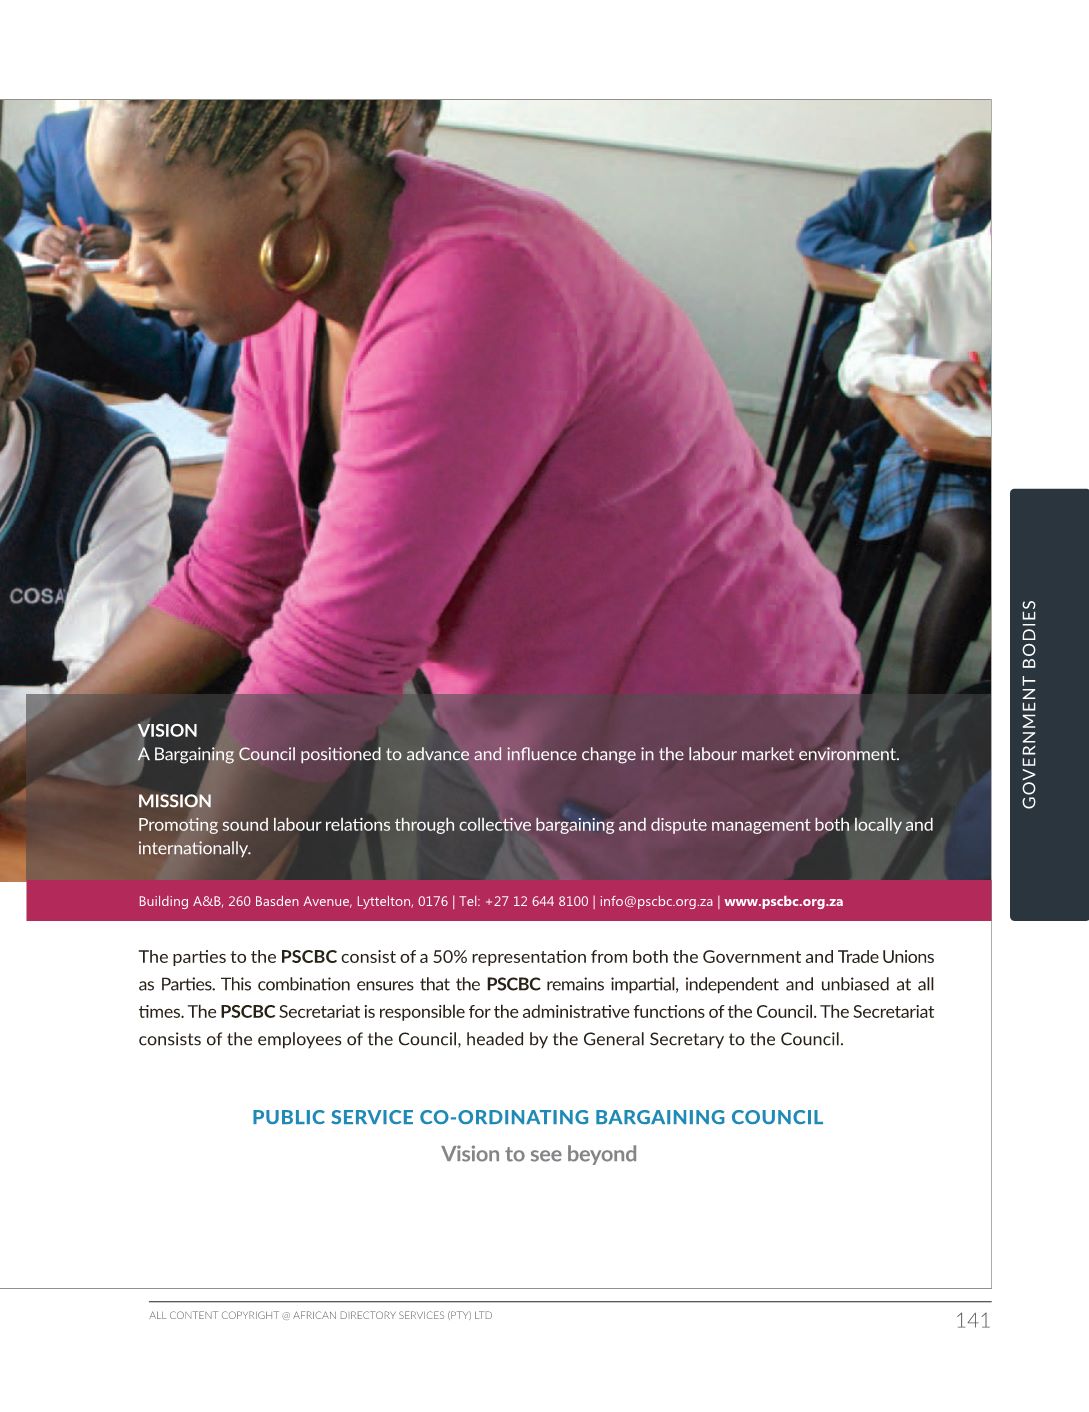 COSA
VISION
A Bargaining Council positioned to advance and influence change in the labour market environment.
MISSION
Promoting sound labour relations through collective bargaining and dispute management both locally and
internationally.
Building A&B, 260 Basden Avenue, Lyttelton, 0176 | Tel: +27 12 644 8100 | info@pscbc.org.za | www.pscbc.org.za
The parties to the PSCBC consist of a 50% representation from both the Government and Trade Unions
as Parties. This combination ensures that the PSCBC remains impartial, independent and unbiased at all
times. The PSCBC Secretariat is responsible for the administrative functions of the Council. The Secretariat
consists of the employees of the Council, headed by the General Secretary to the Council.
PUBLIC SERVICE CO-ORDINATING BARGAINING COUNCIL
Vision to see beyond
GOVERNMENT BODIES
ALL CONTENT COPYRIGHT @ AFRICAN DIRECTORY SERVICES (PTY) LTD
141